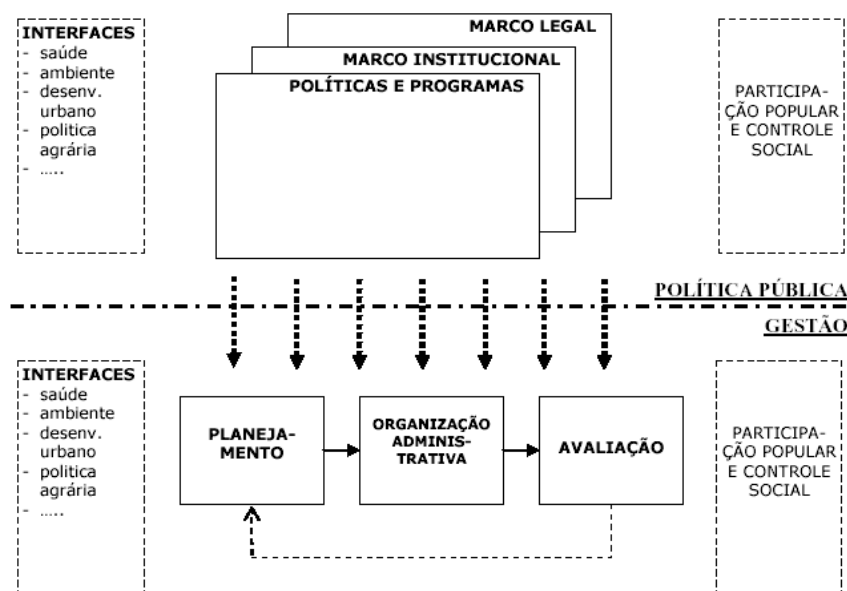 INTERFACES
- saúde
- ambiente
- desenv.
urbano
- politica
agrária
- …..
MARCO LEGAL
MARCO INSTITUCIONAL
POLÍTICAS E PROGRAMAS
PARTICIPA-
ÇÃO POPULAR
E CONTROLE
SOCIAL
POLÍTICA PÚBLICA
GESTÃO
INTERFACES
- saúde
- ambiente
- desenv.
urbano
- politica
agrária
- …..
PLANEJA-
MENTO
ORGANIZAÇÃO
ADMINIS-
TRATIVA
AVALIAÇÃO
PARTICIPA-
ÇÃO POPULAR
E CONTROLE
SOCIAL